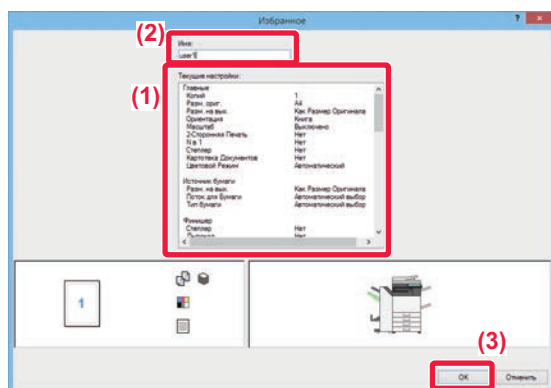 Избранное
? x
(2)
Имя:
user1
(1)
Текущие настройки:
Главные
Копий 1
Разм. ориг. A4
Разм. на вых. Как Размер Оригинала
Ориентация Книга
Масштаб Выключено
2-Сторонняя Печать Нет
N в 1 Нет
Степлер Нет
Картотека Документов Нет
Цветовой Режим Автоматический
Источник бумаги
Разм. на вых. Как Размер Оригинала
Лоток для Бумаги Автоматический выбор
Тип бумаги Автоматический выбор
Финишер
Степлер Нет
1
(3)
OK
Отменить